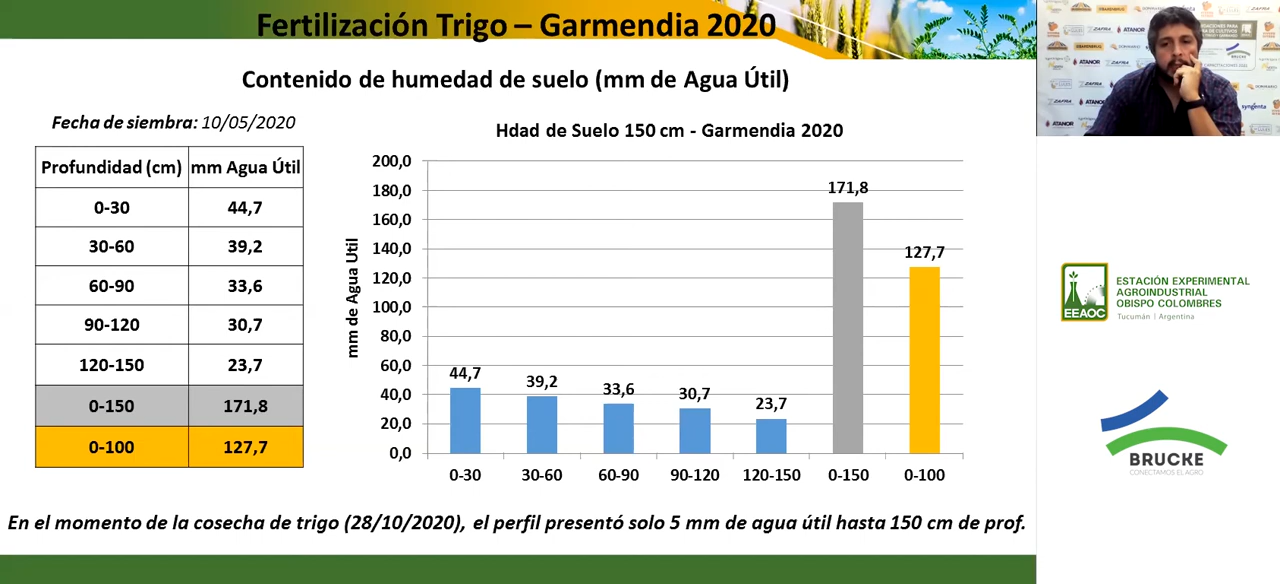 Fertilización Trigo – Garmendia 2020
Contenido de humedad de suelo (mm de Agua Útil)
Fecha de siembra: 10/05/2020
Profundidad (cm) mm Agua Útil
0-30 44,7
30-60 39,2
60-90 33,6
90-120 30,7
120-150 23,7
0-150 171,8
0-100 127,7
Hdad de Suelo 150 cm - Garmendia 2020
mm de Agua Util
200,0
180,0
160,0
140,0
120,0
100,0
80,0
60,0
40,0
20,0
0,0
44,7 39,2 33,6 30,7 23,7 171,8 127,7
0-30 30-60 60-90 90-120 120-150 0-150 0-100
En el momento de la cosecha de trigo (28/10/2020), el perfil presentó solo 5 mm de agua útil hasta 150 cm de prof.
ZAFRA
ATANOR
syngenta
EEAOC
ESTACIÓN EXPERIMENTAL
AGROINDUSTRIAL
OBISPO COLOMBRES
Tucumán | Argentina
BRUCKE
CONECTAMOS EL AGRO